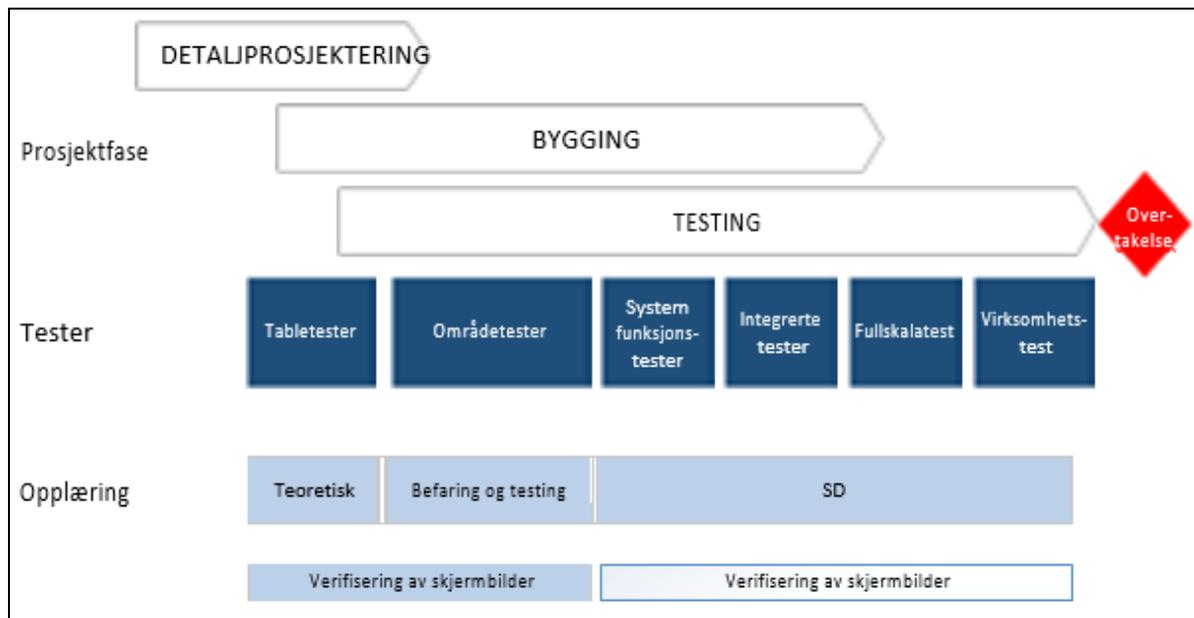 DETALJPROSJEKTERING
Prosjektfase
BYGGING
TESTING
Over-
takelse
Tester
Tabletester
Områdetester
System
funksjons-
tester
Integrerte
tester
Fullskalatest
Virksomhets-
test
Opplæring
Teoretisk
Befaring og testing
SD
Verifisering av skjermbilder
Verifisering av skjermbilder